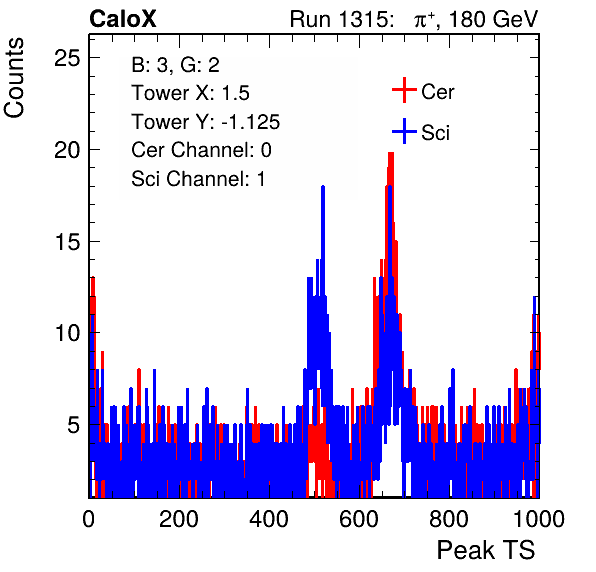 CaloX
Run 1315: π+, 180 GeV
Counts
B: 3, G: 2
Tower X: 1.5
Tower Y: -1.125
Cer Channel: 0
Sci Channel: 1
Cer
Sci
25
20
15
10
5
0 200 400 600 800 1000
Peak TS